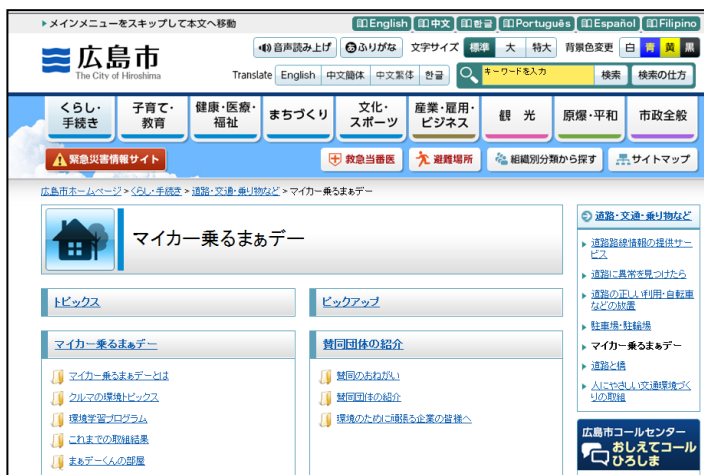 メインメニューをスキップして本文へ移動
English 中文 한글 Português Español Filipino
広島市
The City of Hiroshima
音声読み上げ ふりがな 文字サイズ 標準 大 特大 背景色変更 白 青 黄 黒
Translate English 中文簡体 中文繁体 한글 キーワードを入力 検索 検索の仕方
くらし・手続き
子育て・教育
健康・医療・福祉
まちづくり
文化・スポーツ
産業・雇用・ビジネス
観 光
原爆・平和
市政全般
緊急災害情報サイト
救急当番医
避難場所
組織別分類から探す
サイトマップ
広島市ホームページ > くらし・手続き > 道路・交通・乗り物など > マイカー乗るまぁデー
マイカー乗るまぁデー
トピックス
ピックアップ
マイカー乗るまぁデー
マイカー乗るまぁデーとは
クルマの環境トピックス
環境学習プログラム
これまでの取組結果
まぁデーくんの部屋
賛同団体の紹介
賛同のおねがい
賛同団体の紹介
環境のために頑張る企業の皆様へ
道路・交通・乗り物など
道路路線情報の提供サー
ビス
道路に異常を見つけたら
道路の正しい利用・自転車
などの放置
駐車場・駐輪場
マイカー乗るまぁデー
道路と橋
人にやさしい交通環境づく
りの取組
広島市コールセンター
おしえてコール
ひろしま